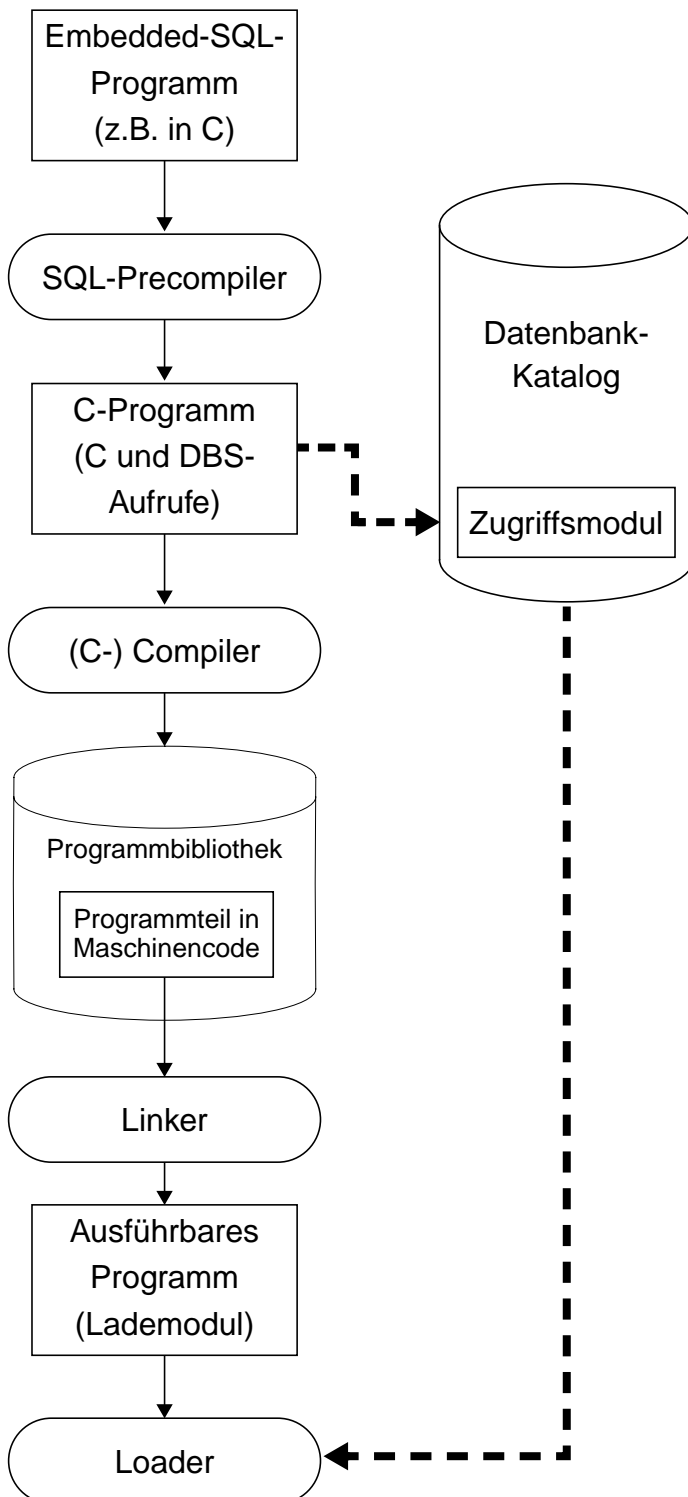 Embedded-SQL-
Programm
(z.B. in C)
SQL-Precompiler
Datenbank-
Katalog
C-Programm
(C und DBS-
Aufrufe)
Zugriffsmodul
(C-) Compiler
Programmbibliothek
Programmteil in
Maschinencode
Linker
Ausführbares
Programm
(Lademodul)
Loader